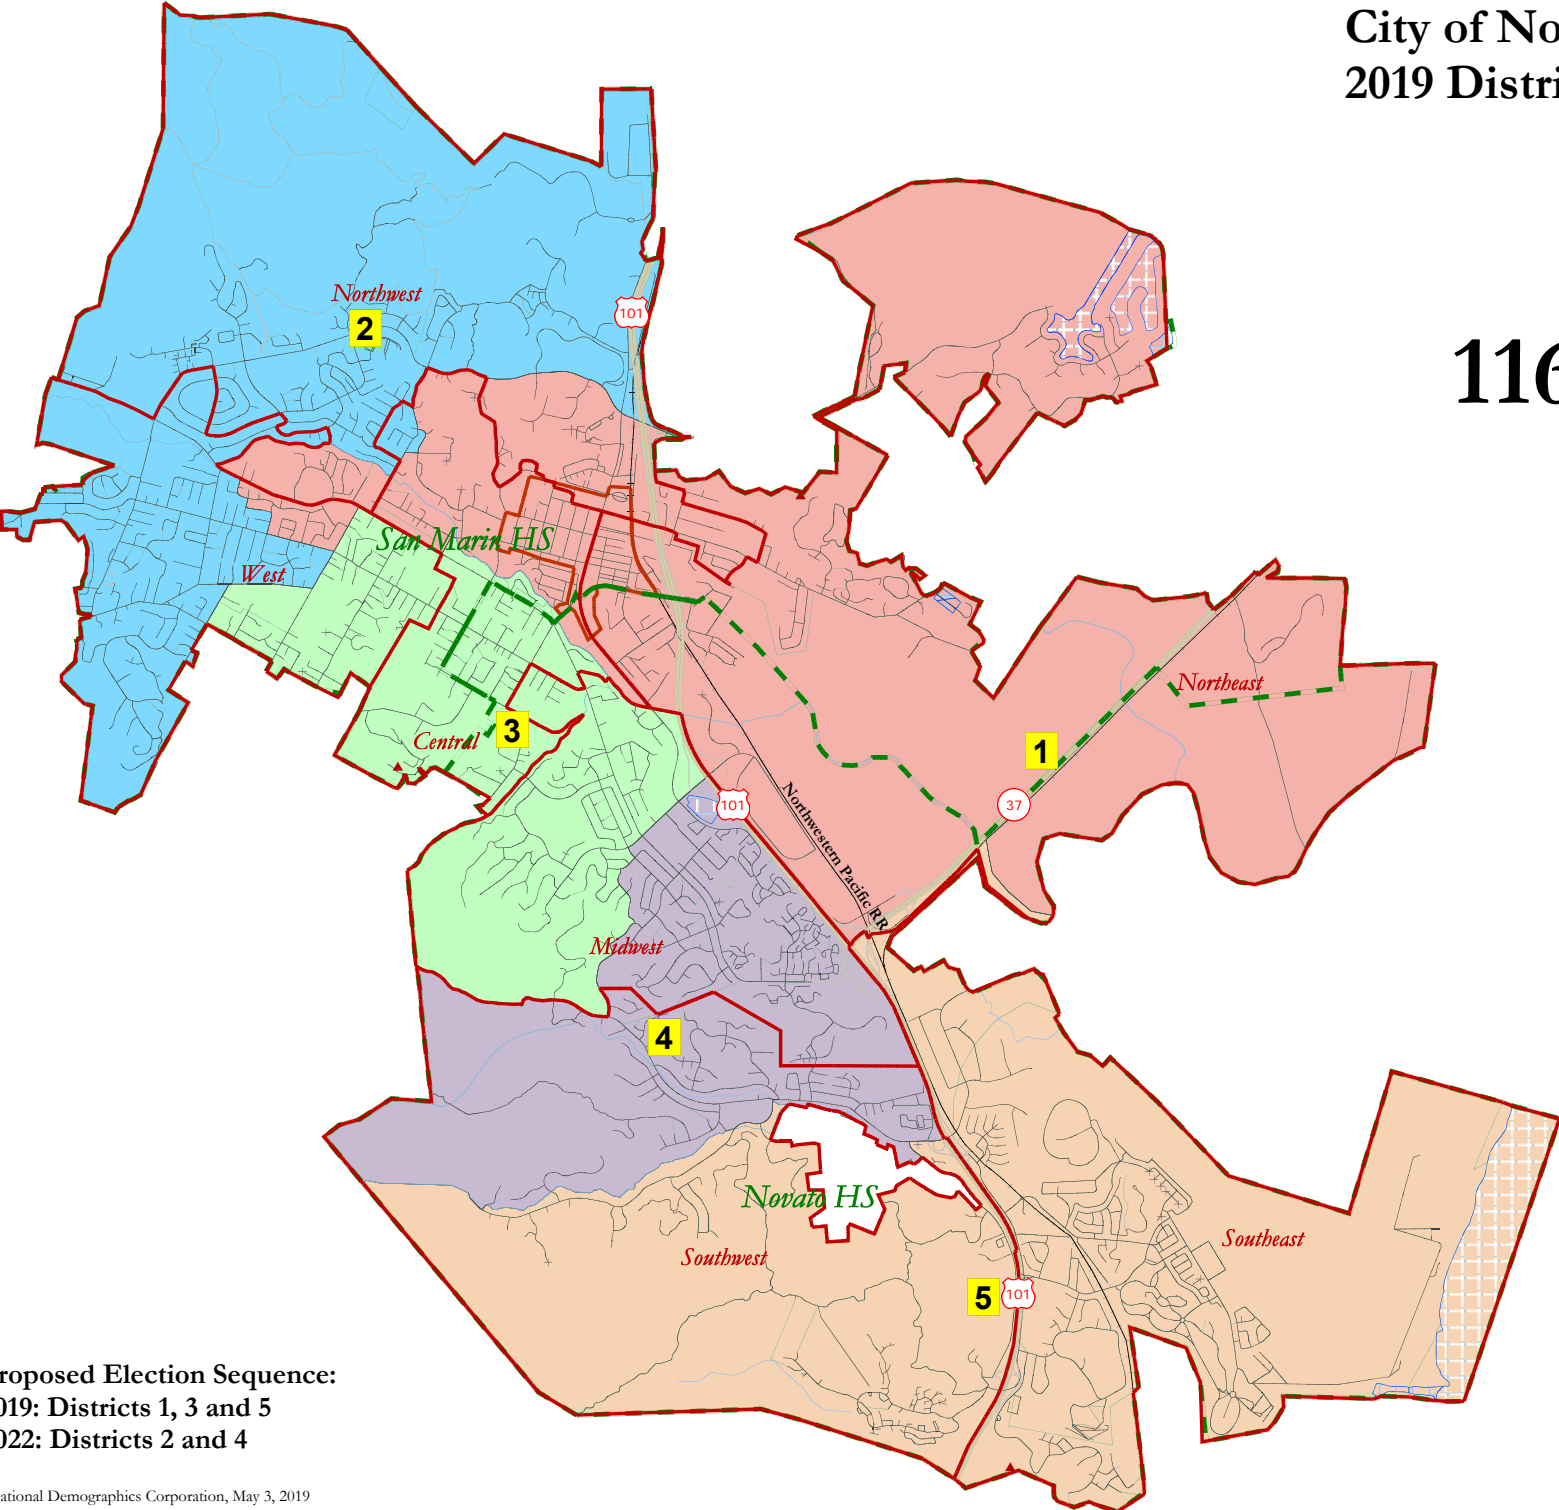 City of No
2019 Distri
116
Northwest
2
101
San Marin HS
West
Northeast
3
Central
1
101
37
Northwestern Pacific RR
Midwest
4
Novato HS
Southwest
Southeast
5
101
roposed Election Sequence:
019: Districts 1, 3 and 5
022: Districts 2 and 4
ational Demographics Corporation, May 3, 2019